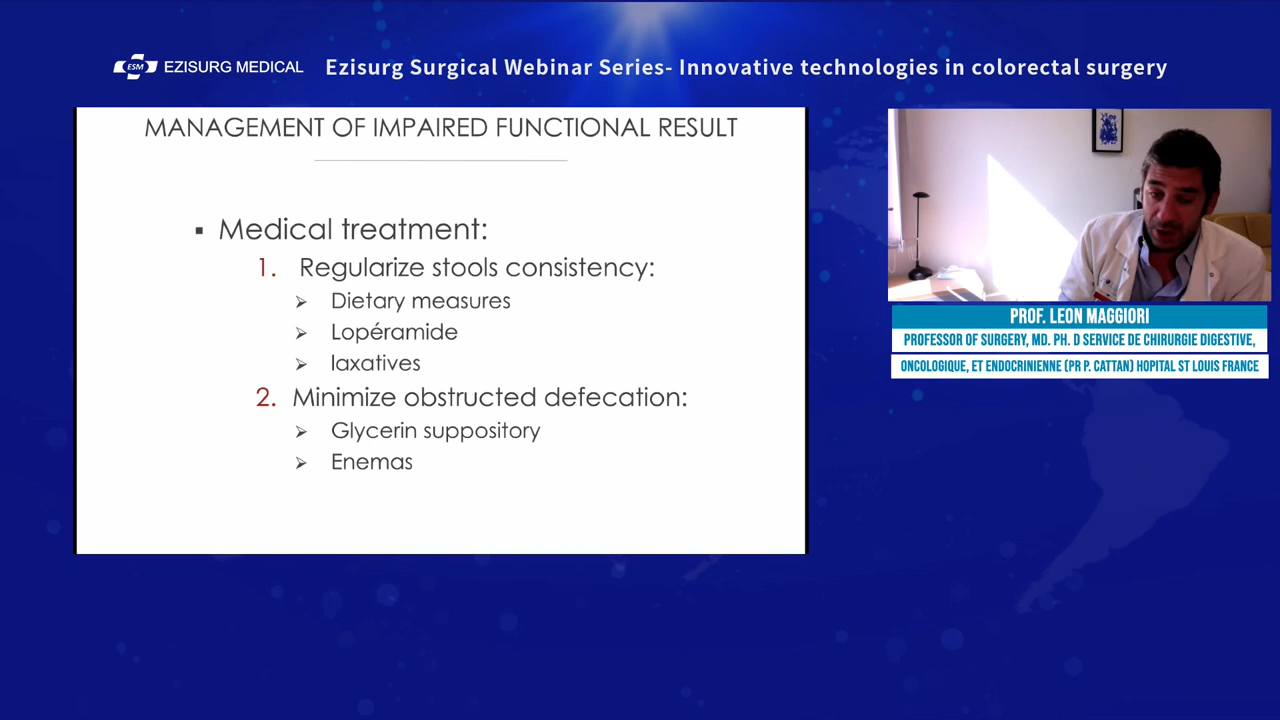 ESM EZISURG MEDICAL
Ezisurg Surgical Webinar Series- Innovative technologies in colorectal surgery
MANAGEMENT OF IMPAIRED FUNCTIONAL RESULT
▪ Medical treatment:
1. Regularize stools consistency:
➢ Dietary measures
➢ Lopéramide
➢ laxatives
2. Minimize obstructed defecation:
➢ Glycerin suppository
➢ Enemas
PROF. LEON MAGGIORI
PROFESSOR OF SURGERY, MD. PH. D SERVICE DE CHIRURGIE DIGESTIVE,
ONCOLOGIQUE, ET ENDOCRINIENNE (PR P. CATTAN) HOPITAL ST LOUIS FRANCE